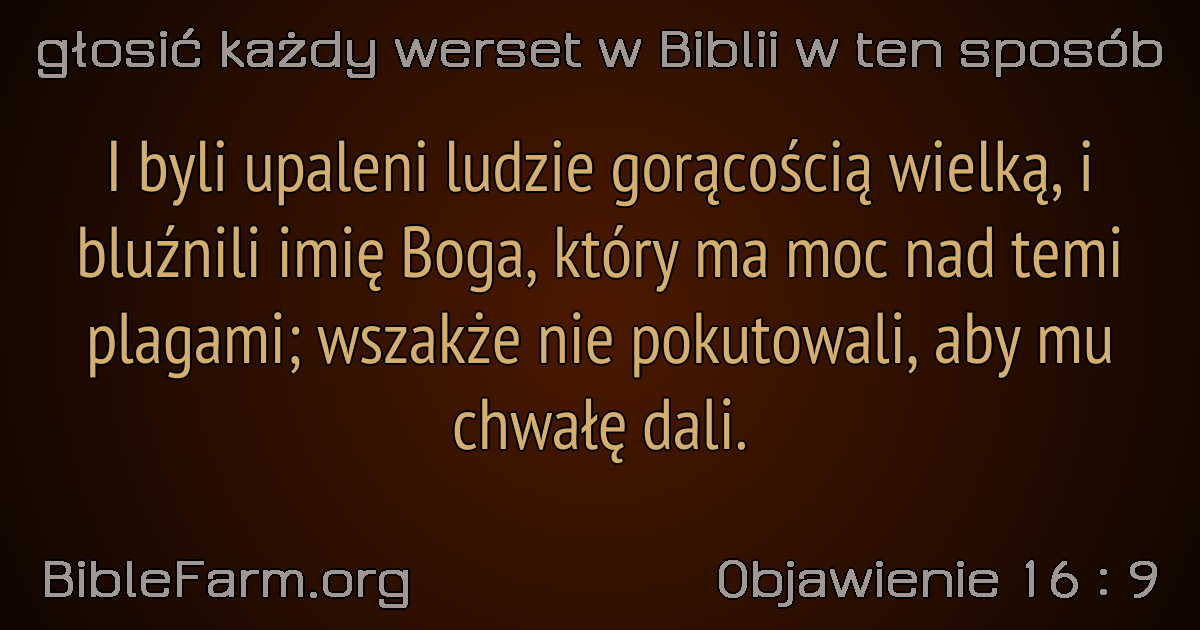 głosić każdy werset w Biblii w ten sposób
I byli upaleni ludzie gorącością wielką, i
bluźnili imię Boga, który ma moc nad temi
plagami; wszakże nie pokutowali, aby mu
chwałę dali.
BibleFarm.org
Objawienie 16 : 9